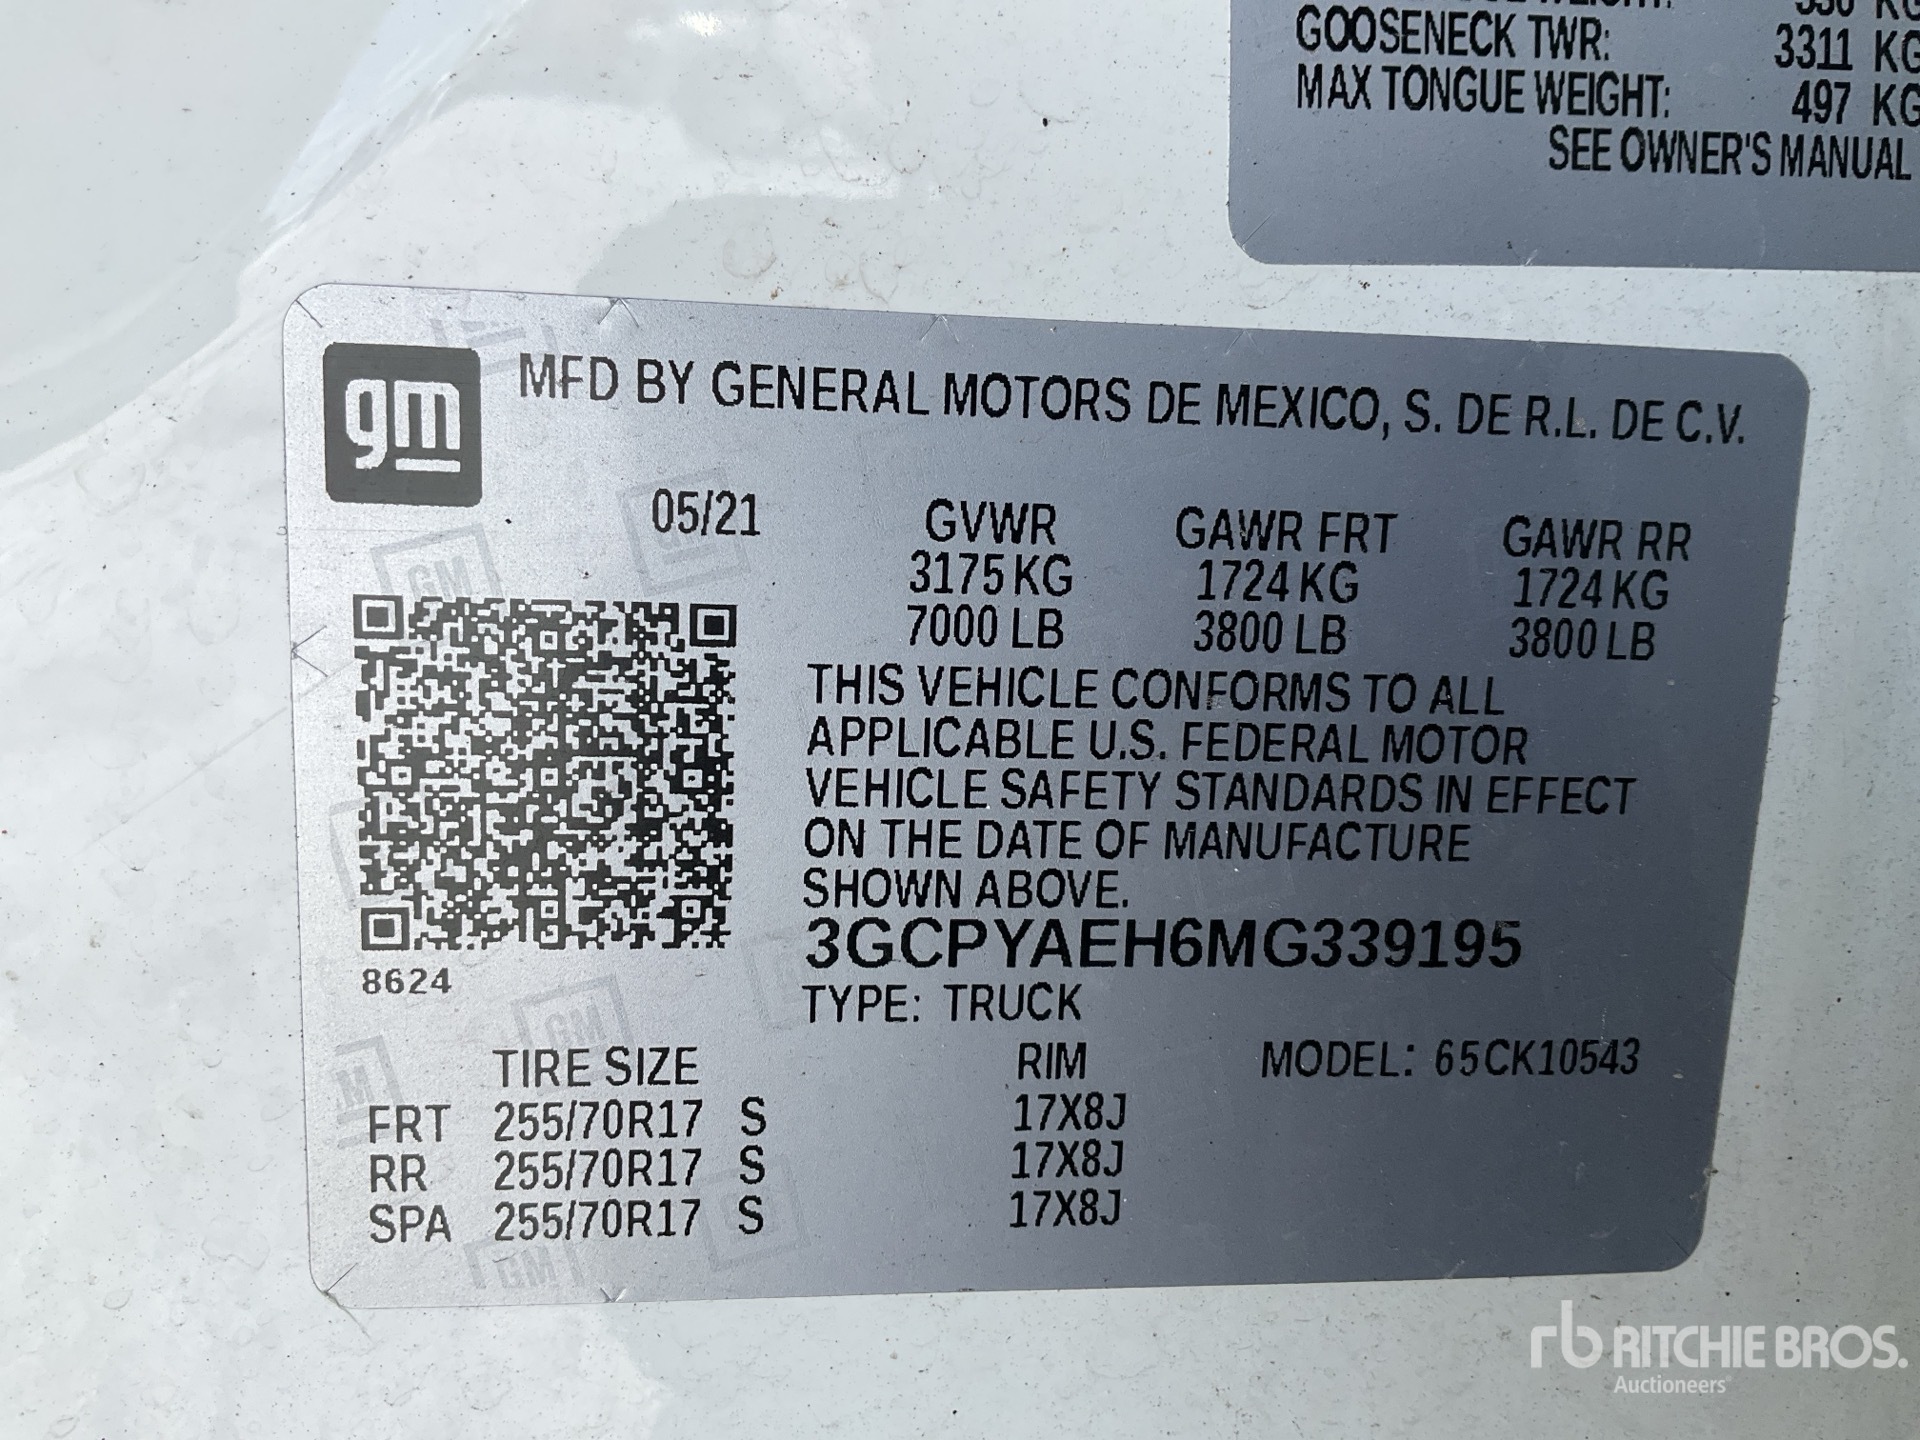 GOOSENECK TWR: 3311 KG
MAX TONGUE WEIGHT: 497 KG
SEE OWNER'S MANUAL
gm
MFD BY GENERAL MOTORS DE MEXICO, S. DE R.L. DE C.V.
05/21 GVWR GAWR FRT GAWR RR
3175 KG 1724 KG 1724 KG
7000 LB 3800 LB 3800 LB
THIS VEHICLE CONFORMS TO ALL
APPLICABLE U.S. FEDERAL MOTOR
VEHICLE SAFETY STANDARDS IN EFFECT
ON THE DATE OF MANUFACTURE
SHOWN ABOVE.
3GCPYAEH6MG339195
8624
TYPE: TRUCK
TIRE SIZE RIM MODEL: 65CK10543
FRT 255/70R17 S 17X8J
RR 255/70R17 S 17X8J
SPA 255/70R17 S 17X8J
rb RITCHIE BROS.
Auctioneers